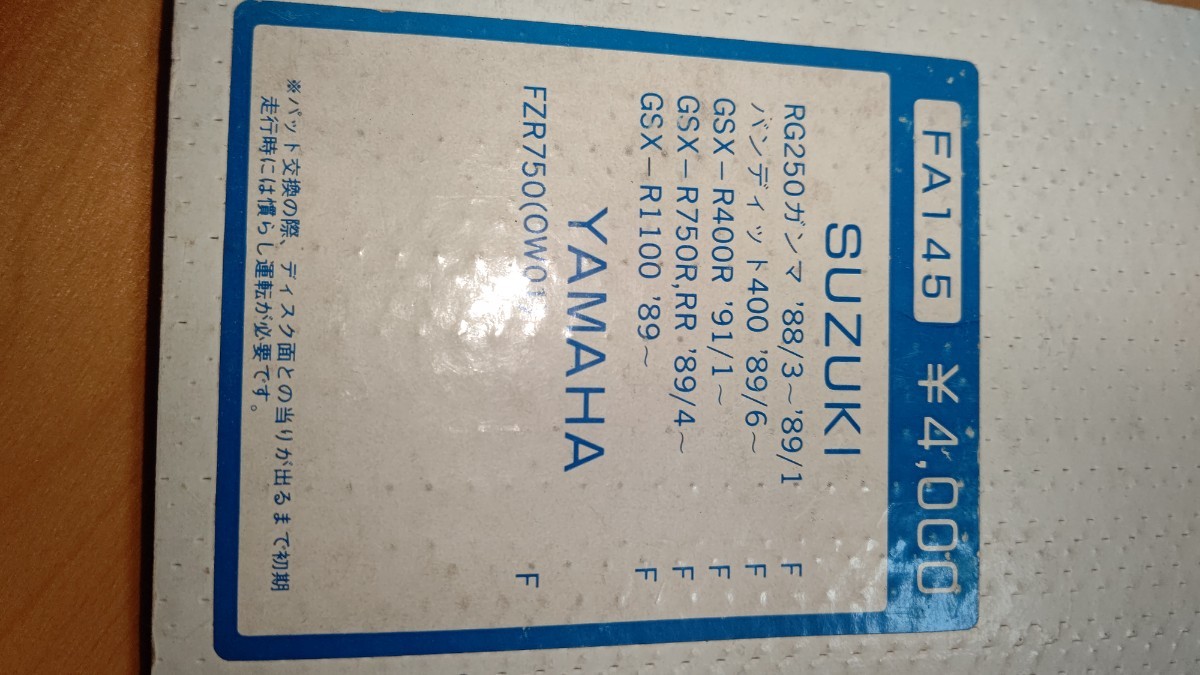 FA145 ¥4,000
SUZUKI
RG250ガンマ '88/3～'89/1 F
バンディット400 '89/6～ F
GSX－R400R '91/1～ F
GSX－R750R,RR '89/4～ F
GSX－R1100 '89～ F
YAMAHA
FZR750(OW01) F
※パット交換の際、ディスク面との当りが出るまで初期
走行時には慣らし運転が必要です。